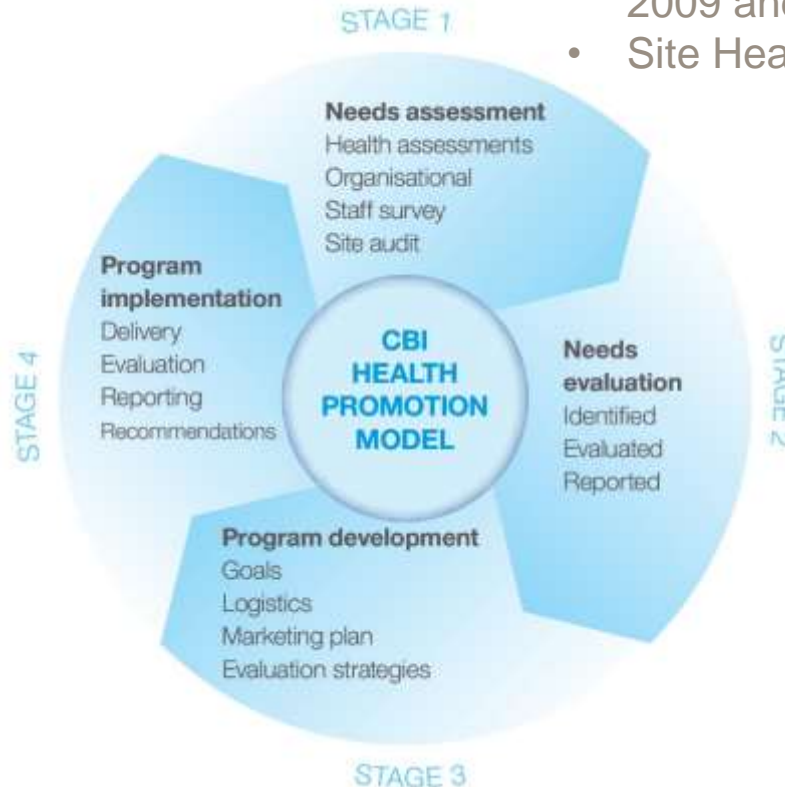 2009 and
• Site Hea
STAGE 1
Needs assessment
Health assessments
Organisational
Staff survey
Site audit
STAGE 2
Needs
evaluation
Identified
Evaluated
Reported
STAGE 3
Program development
Goals
Logistics
Marketing plan
Evaluation strategies
STAGE 4
Program
implementation
Delivery
Evaluation
Reporting
Recommendations
CBI
HEALTH
PROMOTION
MODEL